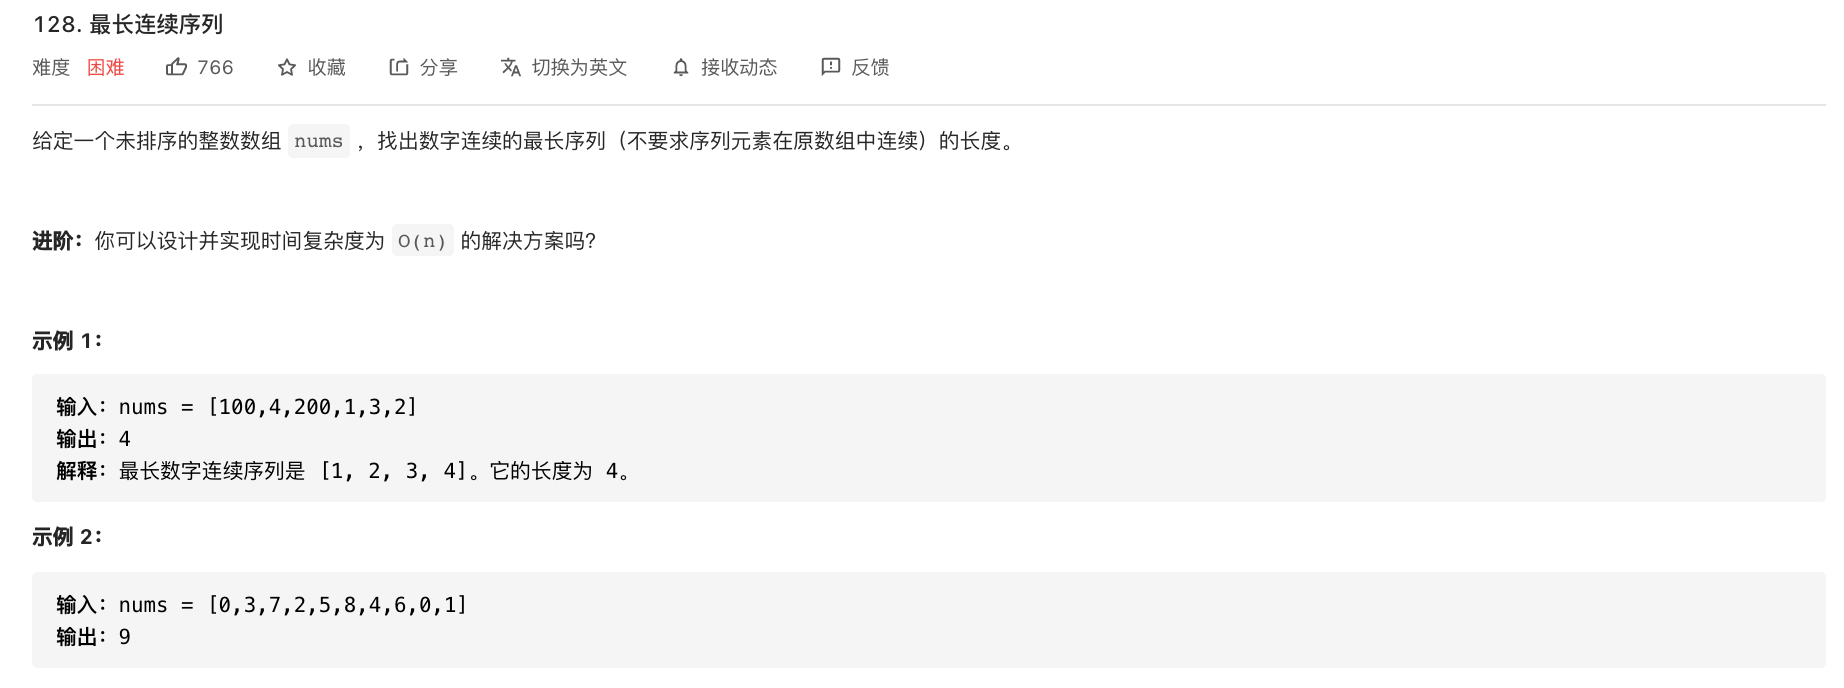 128. 最长连续序列
难度 困难 766 收藏 分享 切换为英文 接收动态 反馈
给定一个未排序的整数数组 nums ，找出数字连续的最长序列（不要求序列元素在原数组中连续）的长度。
进阶：你可以设计并实现时间复杂度为 O(n) 的解决方案吗？
示例 1：
输入：nums = [100,4,200,1,3,2]
输出：4
解释：最长数字连续序列是 [1, 2, 3, 4]。它的长度为 4。
示例 2：
输入：nums = [0,3,7,2,5,8,4,6,0,1]
输出：9